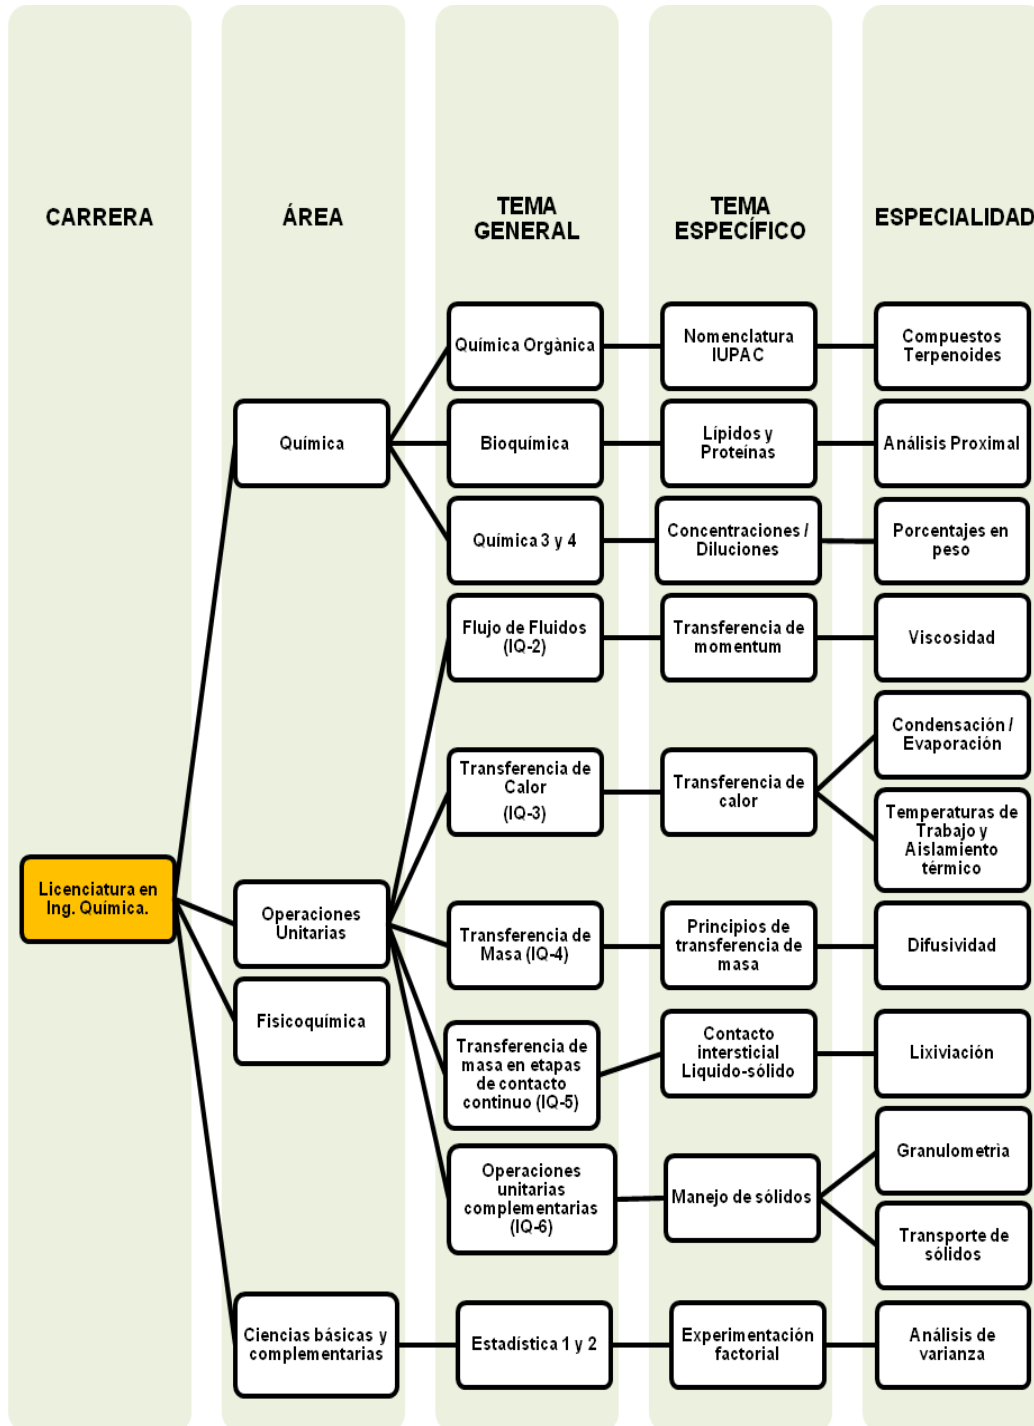 CARRERA
ÁREA
TEMA
GENERAL
TEMA
ESPECÍFICO
ESPECIALIDAD
Química Orgànica
Nomenclatura
IUPAC
Compuestos
Terpenoides
Química
Bioquímica
Lípidos y
Proteínas
Análisis Proximal
Química 3 y 4
Concentraciones /
Diluciones
Porcentajes en
peso
Flujo de Fluidos
(IQ-2)
Transferencia de
momentum
Viscosidad
Condensación /
Evaporación
Transferencia de
Calor
(IQ-3)
Transferencia de
calor
Temperaturas de
Trabajo y
Aislamiento
térmico
Licenciatura en
Ing. Química.
Operaciones
Unitarias
Transferencia de
Masa (IQ-4)
Principios de
transferencia de
masa
Difusividad
Fisicoquímica
Transferencia de
masa en etapas
de contacto
continuo (IQ-5)
Contacto
intersticial
Liquido-sólido
Lixiviación
Operaciones
unitarias
complementarias
(IQ-6)
Manejo de sólidos
Granulometrìa
Transporte de
sólidos
Ciencias básicas y
complementarias
Estadística 1 y 2
Experimentación
factorial
Análisis de
varianza